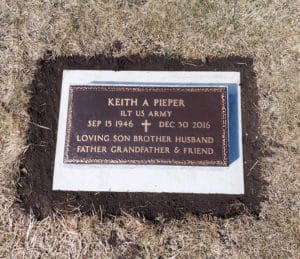 KEITH A PIEPER
1LT US ARMY
SEP 15 1946 ✝ DEC 30 2016
LOVING SON BROTHER HUSBAND
FATHER GRANDFATHER & FRIEND